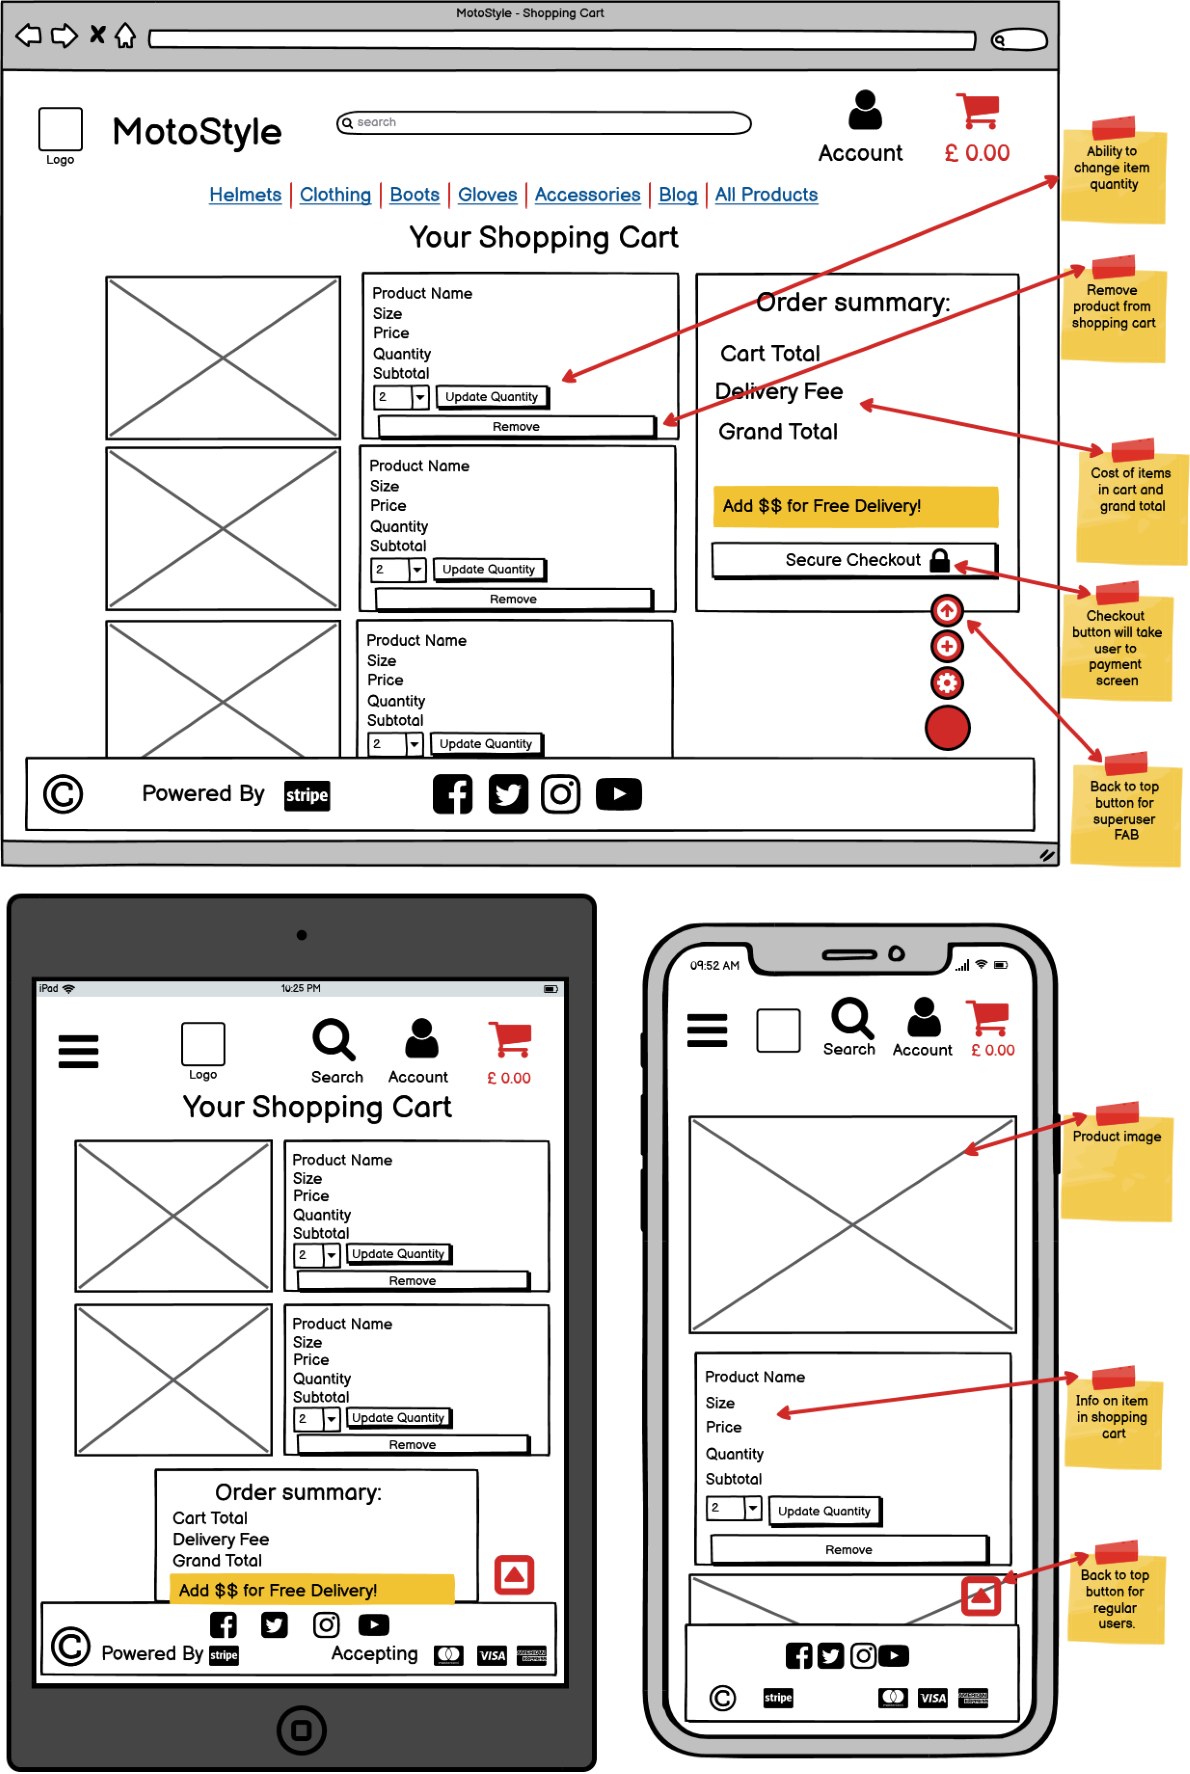 MotoStyle - Shopping Cart
Logo
MotoStyle
search
Account
£ 0.00
Helmets
Clothing
Boots
Gloves
Accessories
Blog
All Products
Your Shopping Cart
Product Name
Size
Price
Quantity
Subtotal
2
Update Quantity
Remove
Product Name
Size
Price
Quantity
Subtotal
2
Update Quantity
Remove
Product Name
Size
Price
Quantity
Subtotal
2
Update Quantity
Order summary:
Cart Total
Delivery Fee
Grand Total
Add $$ for Free Delivery!
Secure Checkout
© Powered By stripe
Ability to
change item
quantity
Remove
product from
shopping cart
Cost of items
in cart and
grand total
Checkout
button will take
user to
payment
screen
Back to top
button for
superuser
FAB
iPad
10:25 PM
Logo
Search
Account
£ 0.00
Your Shopping Cart
Product Name
Size
Price
Quantity
Subtotal
2
Update Quantity
Remove
Product Name
Size
Price
Quantity
Subtotal
2
Update Quantity
Remove
Order summary:
Cart Total
Delivery Fee
Grand Total
Add $$ for Free Delivery!
© Powered By stripe
Accepting
VISA
AMERICAN
EXPRESS
09:52 AM
Search
Account
£ 0.00
Product Name
Size
Price
Quantity
Subtotal
2
Update Quantity
Remove
© stripe
VISA
AMERICAN
EXPRESS
Product image
Info on item
in shopping
cart
Back to top
button for
regular
users.